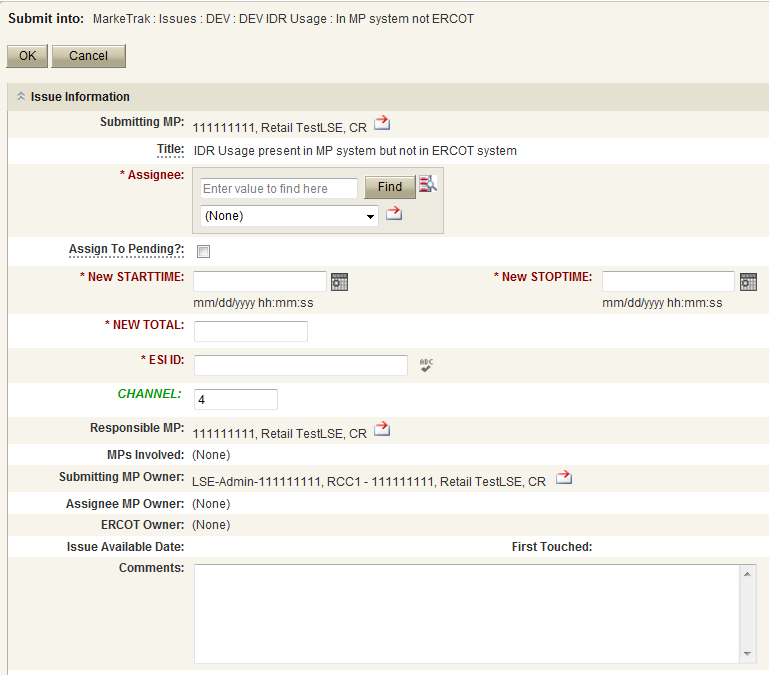 Submit into: MarkeTrak : Issues : DEV : DEV IDR Usage : In MP system not ERCOT
OK Cancel
Issue Information
Submitting MP: 111111111, Retail TestLSE, CR
Title: IDR Usage present in MP system but not in ERCOT system
* Assignee: Enter value to find here Find
(None)
Assign To Pending?:
* New STARTTIME: * New STOPTIME:
mm/dd/yyyy hh:mm:ss mm/dd/yyyy hh:mm:ss
* NEW TOTAL:
* ESI ID: ABC
CHANNEL: 4
Responsible MP: 111111111, Retail TestLSE, CR
MPs Involved: (None)
Submitting MP Owner: LSE-Admin-111111111, RCC1 - 111111111, Retail TestLSE, CR
Assignee MP Owner: (None)
ERCOT Owner: (None)
Issue Available Date: First Touched:
Comments: